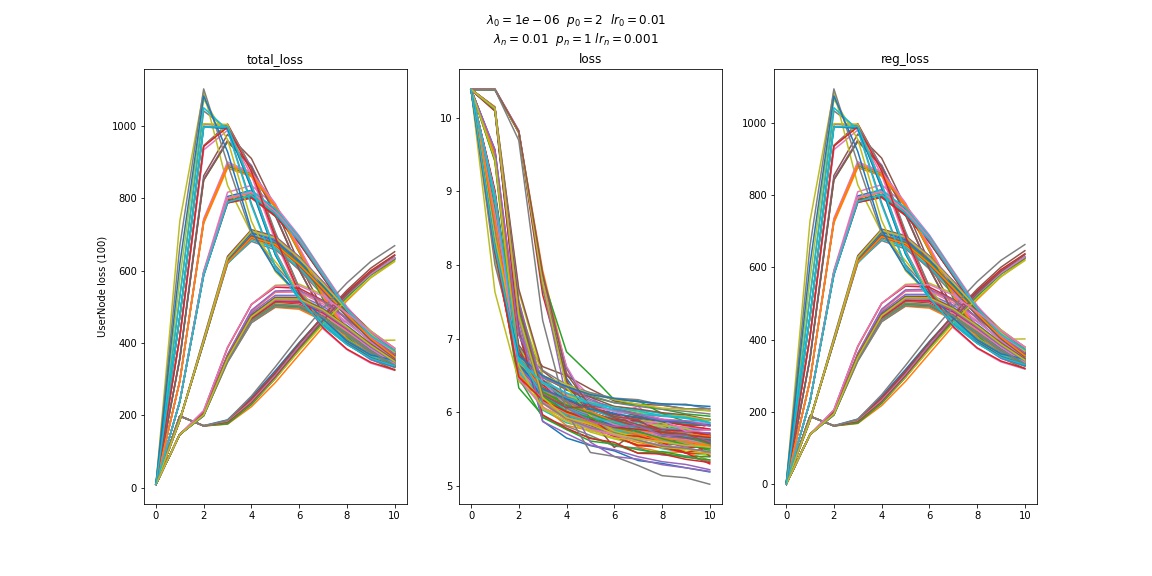 λ₀ = 1e − 06 p₀ = 2 lr₀ = 0.01
λₙ = 0.01 pₙ = 1 lrₙ = 0.001
total_loss loss reg_loss
UserNode loss (100)
1000
800
600
400
200
0
0 2 4 6 8 10
10
9
8
7
6
5
0 2 4 6 8 10
1000
800
600
400
200
0
0 2 4 6 8 10